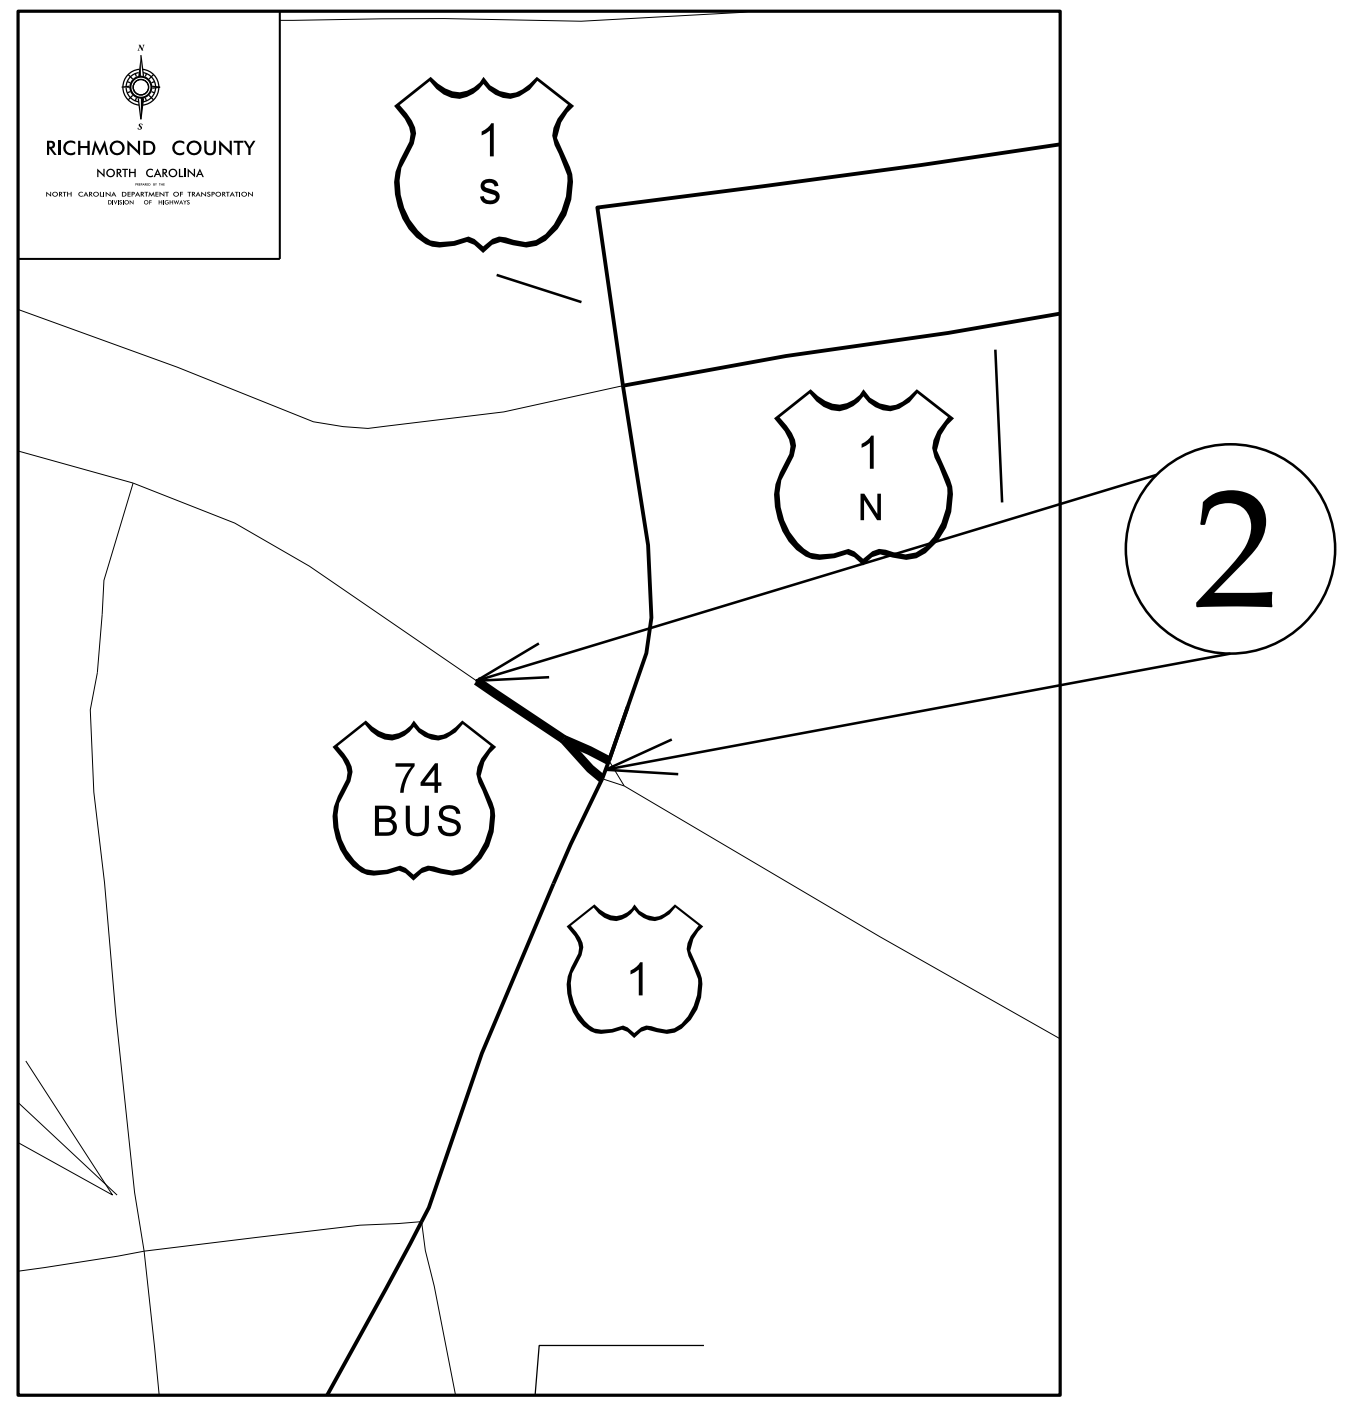 N
S
RICHMOND COUNTY
NORTH CAROLINA
PREPARED BY THE
NORTH CAROLINA DEPARTMENT OF TRANSPORTATION
DIVISION OF HIGHWAYS
1
S
1
N
2
74
BUS
1